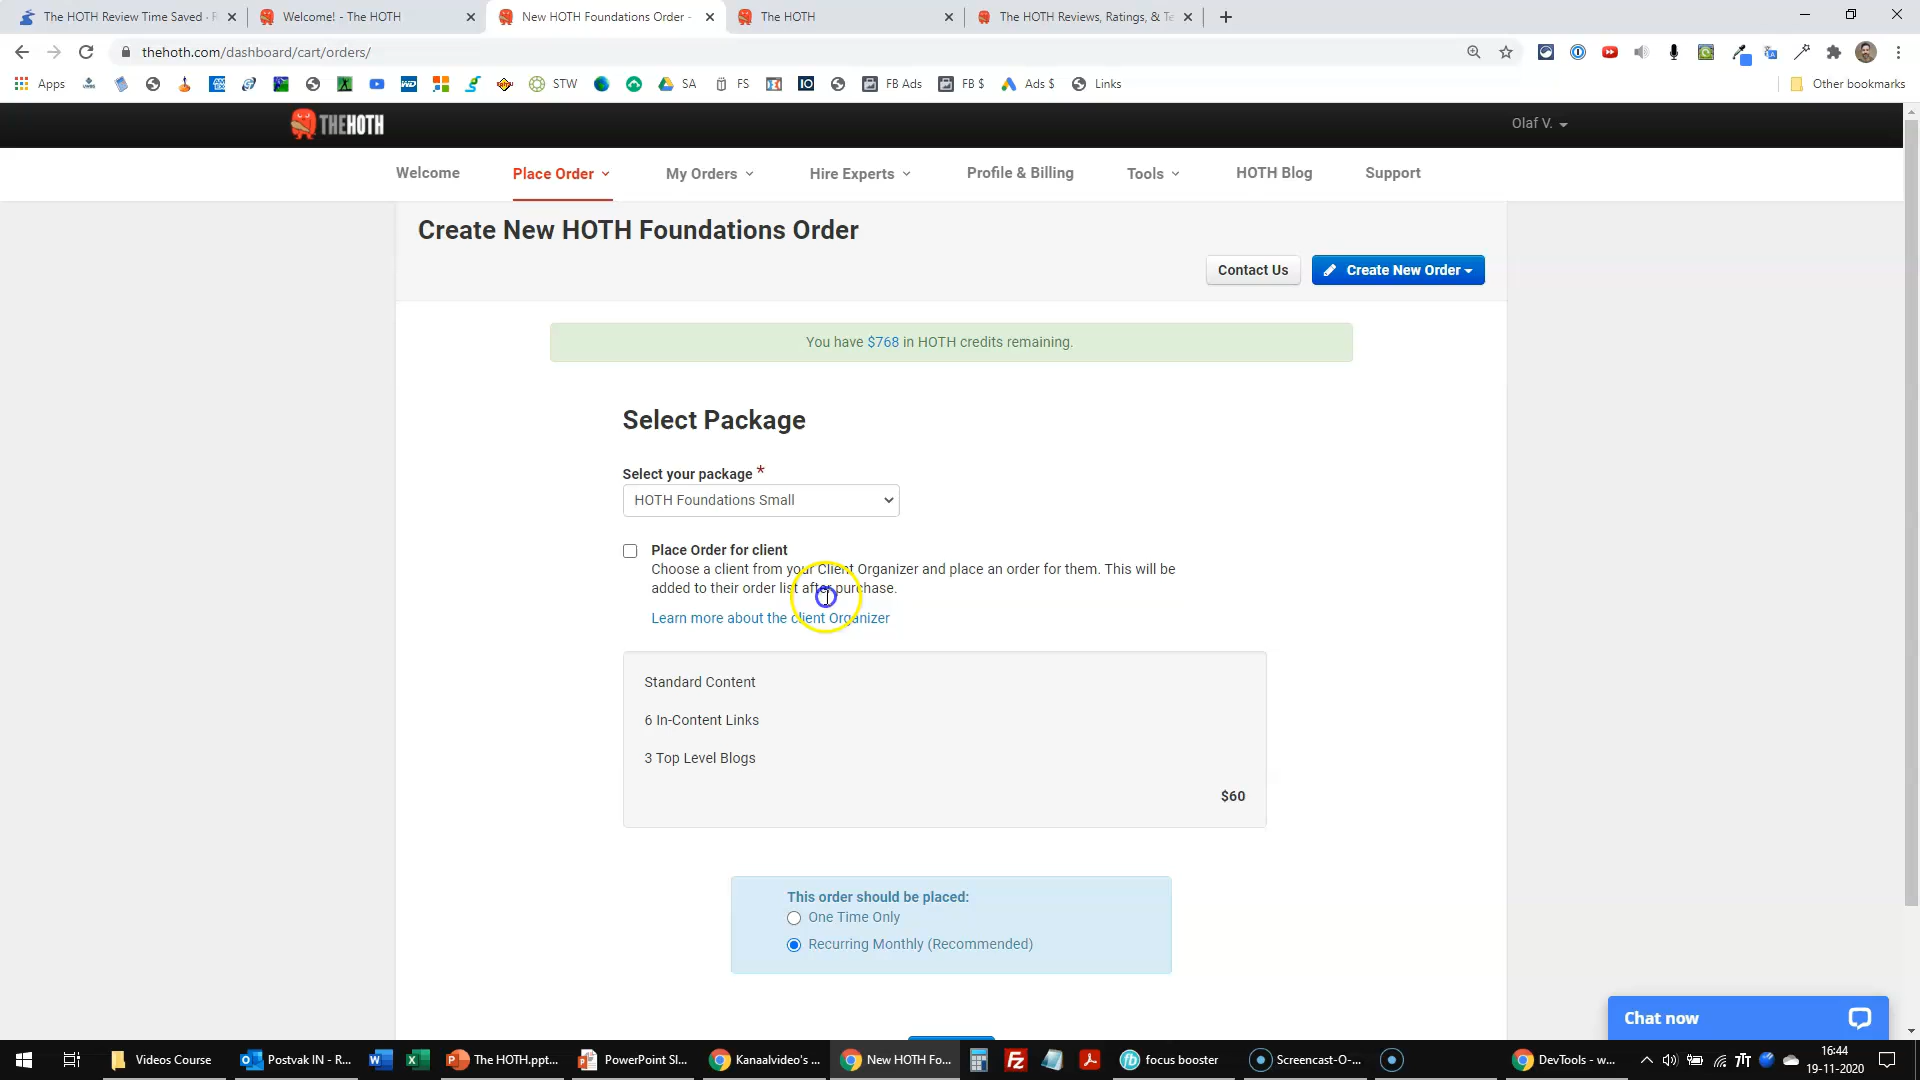 The HOTH Review Time Saved
Welcome! - The HOTH
New HOTH Foundations Order -
The HOTH
The HOTH Reviews, Ratings, & Te
thehoth.com/dashboard/cart/orders/
Apps
STW
SA
FS
FB Ads
FB $
Ads $
Links
Other bookmarks
THEHOTH
Olaf V.
Welcome
Place Order
My Orders
Hire Experts
Profile & Billing
Tools
HOTH Blog
Support
Create New HOTH Foundations Order
Contact Us
Create New Order
You have $768 in HOTH credits remaining.
Select Package
Select your package *
HOTH Foundations Small
Place Order for client
Choose a client from your Client Organizer and place an order for them. This will be
added to their order list after purchase.
Learn more about the client Organizer
Standard Content
6 In-Content Links
3 Top Level Blogs
$60
This order should be placed:
One Time Only
Recurring Monthly (Recommended)
Chat now
Videos Course
Postvak IN - R...
The HOTH.ppt...
PowerPoint Sl...
Kanaalvideo's ...
New HOTH Fo...
focus booster
Screencast-O-...
DevTools - w...
16:44
19-11-2020